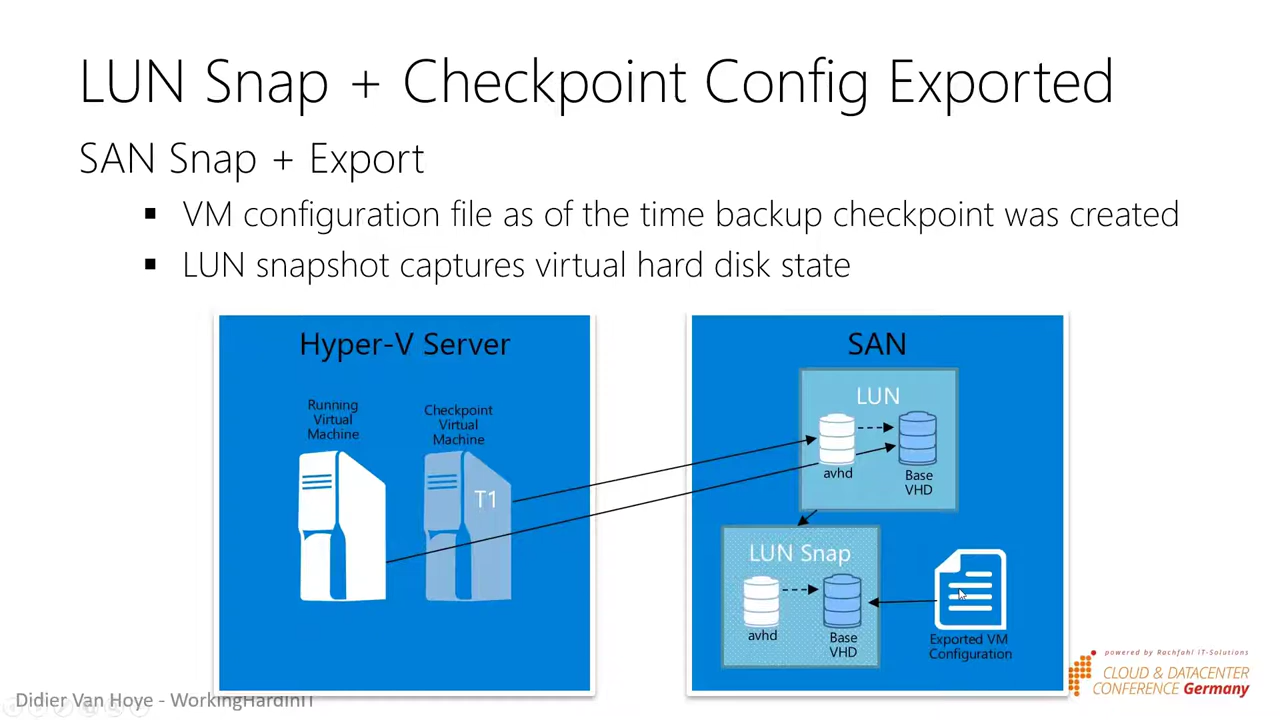 LUN Snap + Checkpoint Config Exported
SAN Snap + Export
▪ VM configuration file as of the time backup checkpoint was created
▪ LUN snapshot captures virtual hard disk state
Hyper-V Server
Running
Virtual
Machine
Checkpoint
Virtual
Machine
T1
SAN
LUN
avhd
Base
VHD
LUN Snap
avhd
Base
VHD
Exported VM
Configuration
powered by Rachfahl IT-Solutions
CLOUD & DATACENTER
CONFERENCE Germany
Didier Van Hoye - WorkingHardInIT